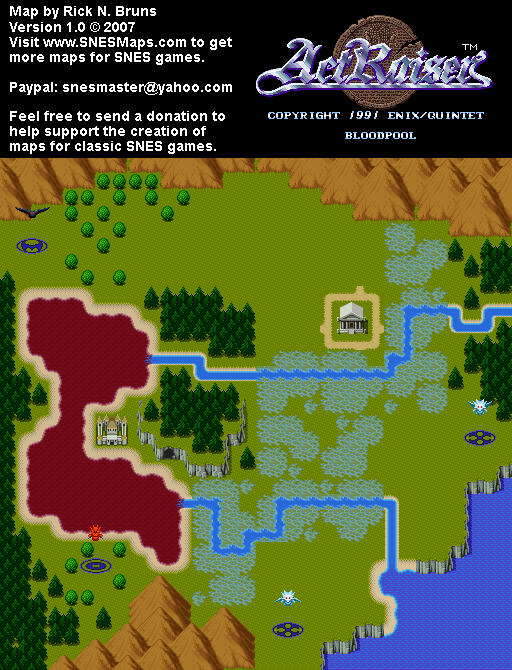 Map by Rick N. Bruns
Version 1.0 © 2007
Visit www.SNESMaps.com to get
more maps for SNES games.
Paypal: snesmaster@yahoo.com
Feel free to send a donation to
help support the creation of
maps for classic SNES games.
ActRaiser™
COPYRIGHT 1991 ENIX/QUINTET
BLOODPOOL